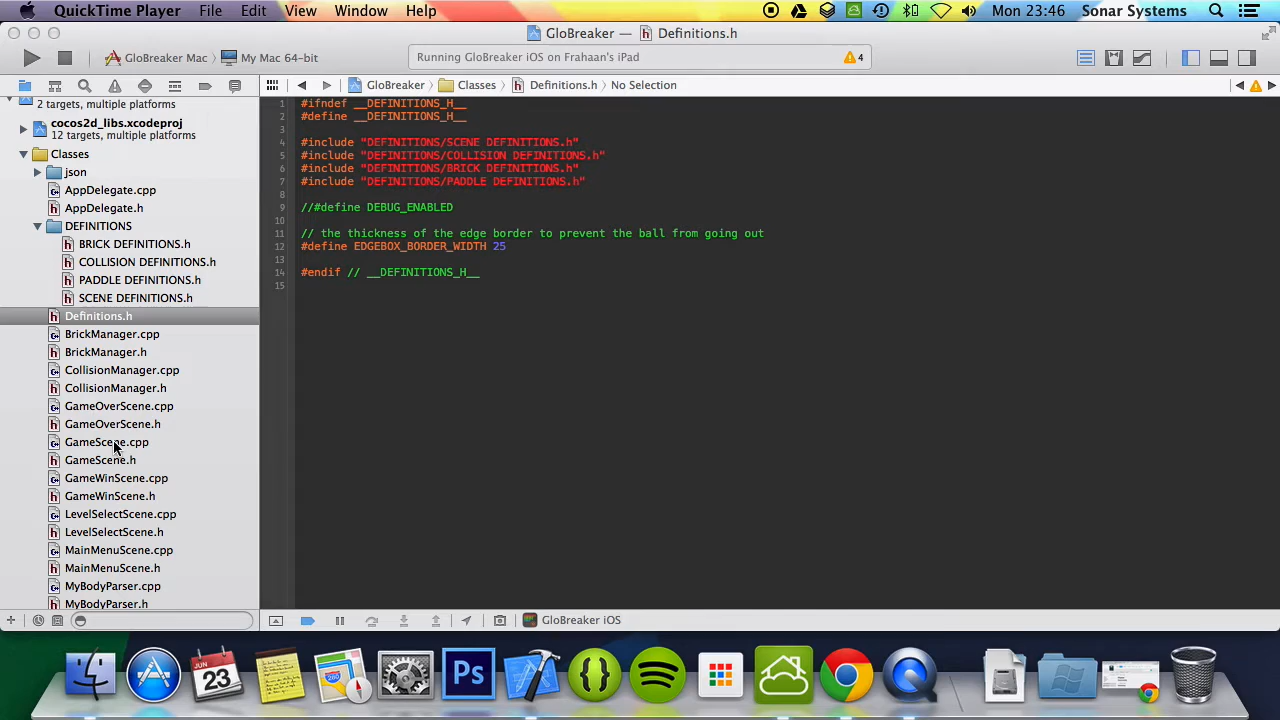 QuickTime Player File Edit View Window Help Mon 23:46 Sonar Systems
GloBreaker — Definitions.h
GloBreaker Mac My Mac 64-bit Running GloBreaker iOS on Frahaan's iPad 4
GloBreaker Classes Definitions.h No Selection
2 targets, multiple platforms
cocos2d_libs.xcodeproj
12 targets, multiple platforms
Classes
json
AppDelegate.cpp
AppDelegate.h
DEFINITIONS
BRICK DEFINITIONS.h
COLLISION DEFINITIONS.h
PADDLE DEFINITIONS.h
SCENE DEFINITIONS.h
Definitions.h
BrickManager.cpp
BrickManager.h
CollisionManager.cpp
CollisionManager.h
GameOverScene.cpp
GameOverScene.h
GameScene.cpp
GameScene.h
GameWinScene.cpp
GameWinScene.h
LevelSelectScene.cpp
LevelSelectScene.h
MainMenuScene.cpp
MainMenuScene.h
MyBodyParser.cpp
MyBodyParser.h
1 #ifndef __DEFINITIONS_H__
2 #define __DEFINITIONS_H__
3
4 #include "DEFINITIONS/SCENE DEFINITIONS.h"
5 #include "DEFINITIONS/COLLISION DEFINITIONS.h"
6 #include "DEFINITIONS/BRICK DEFINITIONS.h"
7 #include "DEFINITIONS/PADDLE DEFINITIONS.h"
8
9 //#define DEBUG_ENABLED
10
11 // the thickness of the edge border to prevent the ball from going out
12 #define EDGEBOX_BORDER_WIDTH 25
13
14 #endif // __DEFINITIONS_H__
15
GloBreaker iOS
JUN
23
Ps